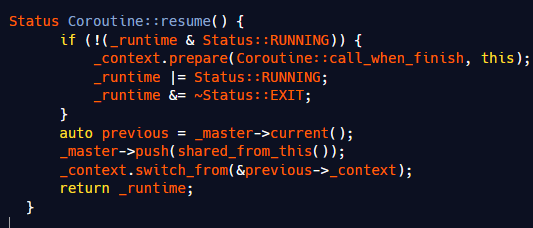 Status Coroutine::resume() {
if (!(_runtime & Status::RUNNING)) {
_context.prepare(Coroutine::call_when_finish, this);
_runtime |= Status::RUNNING;
_runtime &= ~Status::EXIT;
}
auto previous = _master->current();
_master->push(shared_from_this());
_context.switch_from(&previous->_context);
return _runtime;
}